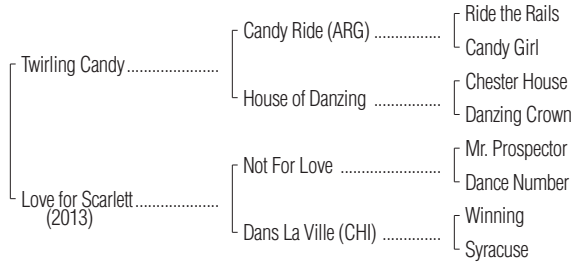 Ride the Rails
Candy Ride (ARG) ................
Candy Girl
Twirling Candy ......................
Chester House
House of Danzing ................
Danzing Crown
Mr. Prospector
Not For Love ........................
Dance Number
Love for Scarlett....................
(2013)
Winning
Dans La Ville (CHI) ..............
Syracuse